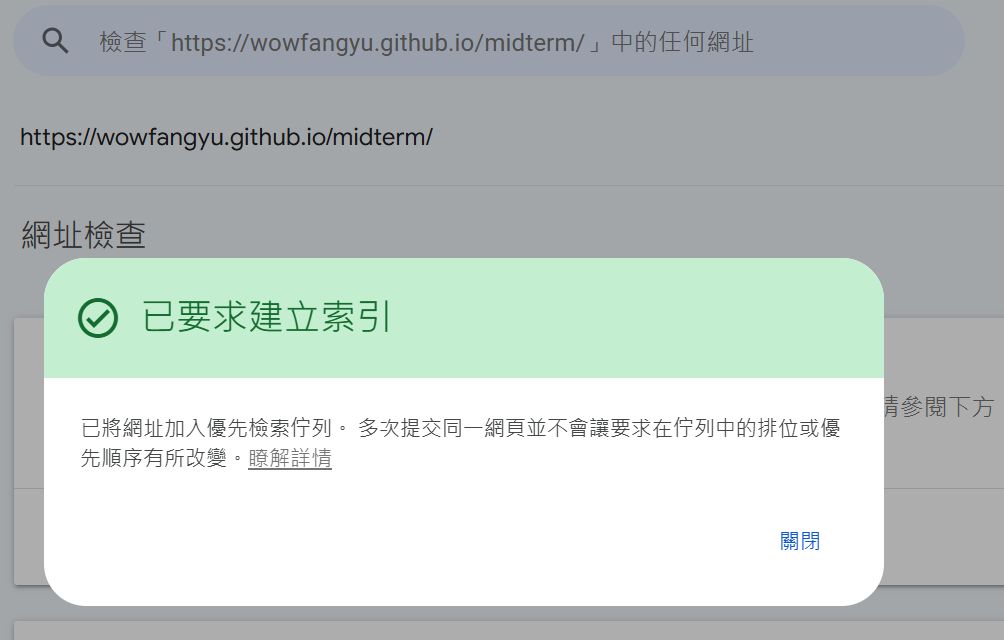 檢查「https://wowfangyu.github.io/midterm/」中的任何網址
https://wowfangyu.github.io/midterm/
網址檢查
已要求建立索引
已將網址加入優先檢索佇列。 多次提交同一網頁並不會讓要求在佇列中的排位或優
先順序有所改變。瞭解詳情
請參閱下方
關閉